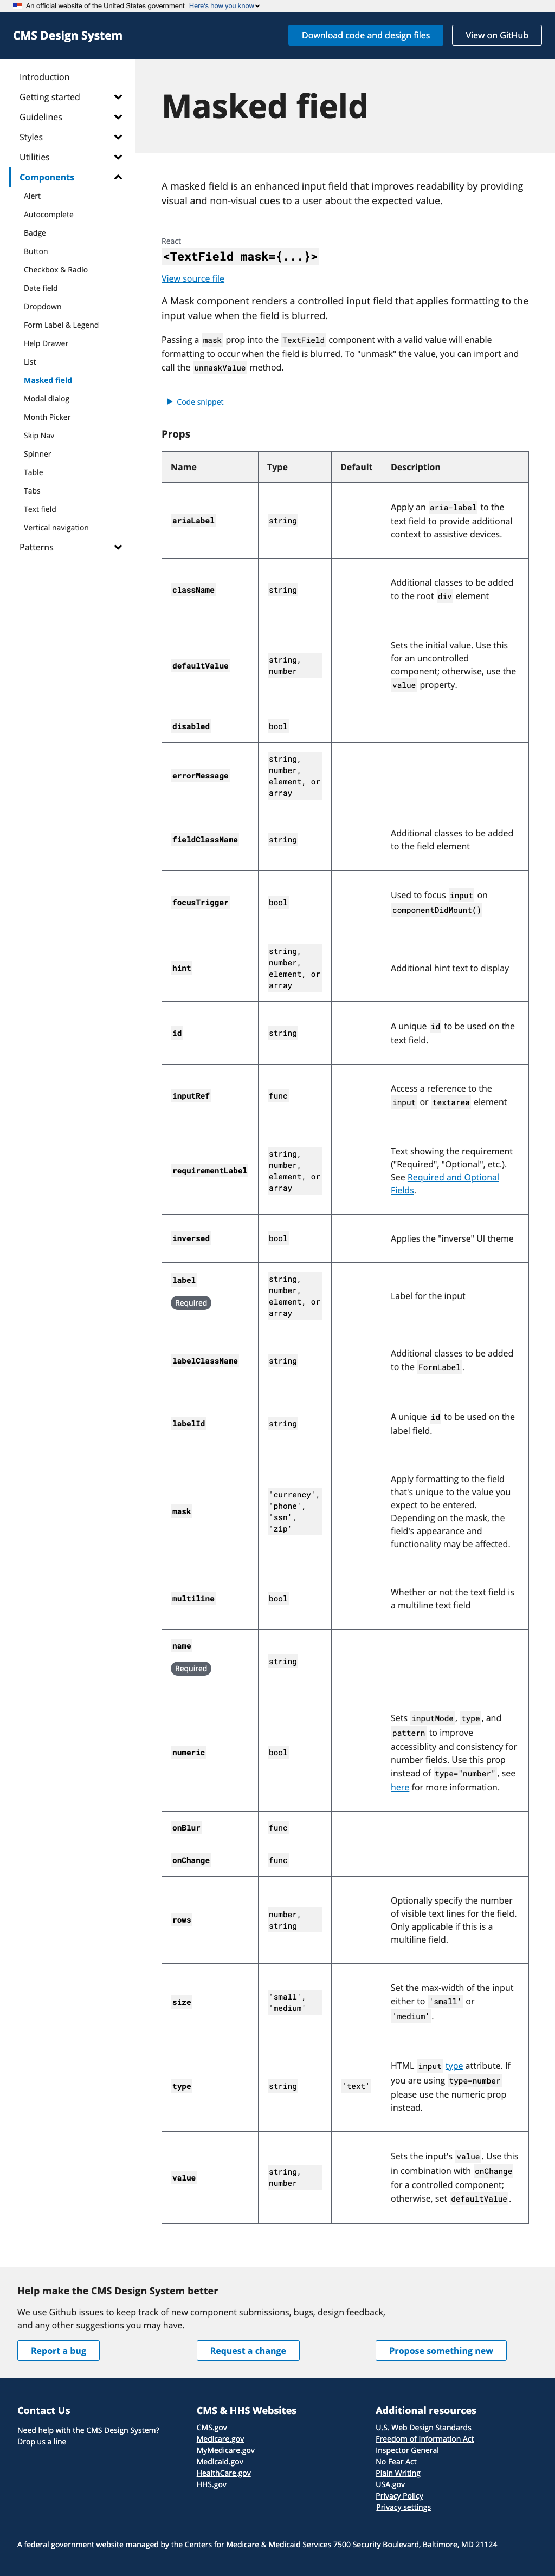 An official website of the United States government Here's how you know
CMS Design System
Download code and design files
View on GitHub
Introduction
Getting started
Guidelines
Styles
Utilities
Components
Alert
Autocomplete
Badge
Button
Checkbox & Radio
Date field
Dropdown
Form Label & Legend
Help Drawer
List
Masked field
Modal dialog
Month Picker
Skip Nav
Spinner
Table
Tabs
Text field
Vertical navigation
Patterns
Masked field
A masked field is an enhanced input field that improves readability by providing
visual and non-visual cues to a user about the expected value.
React
<TextField mask={...}>
View source file
A Mask component renders a controlled input field that applies formatting to the
input value when the field is blurred.
Passing a mask prop into the TextField component with a valid value will enable
formatting to occur when the field is blurred. To "unmask" the value, you can import and
call the unmaskValue method.
Code snippet
Props
Name Type Default Description
ariaLabel
string
Apply an aria-label to the
text field to provide additional
context to assistive devices.
className
string
Additional classes to be added
to the root div element
defaultValue
string,
number
Sets the initial value. Use this
for an uncontrolled
component; otherwise, use the
value property.
disabled
bool
errorMessage
string,
number,
element, or
array
fieldClassName
string
Additional classes to be added
to the field element
focusTrigger
bool
Used to focus input on
componentDidMount()
hint
string,
number,
element, or
array
Additional hint text to display
id
string
A unique id to be used on the
text field.
inputRef
func
Access a reference to the
input or textarea element
requirementLabel
string,
number,
element, or
array
Text showing the requirement
("Required", "Optional", etc.).
See Required and Optional
Fields.
inversed
bool
Applies the "inverse" UI theme
label
Required
string,
number,
element, or
array
Label for the input
labelClassName
string
Additional classes to be added
to the FormLabel.
labelId
string
A unique id to be used on the
label field.
mask
'currency',
'phone',
'ssn',
'zip'
Apply formatting to the field
that's unique to the value you
expect to be entered.
Depending on the mask, the
field's appearance and
functionality may be affected.
multiline
bool
Whether or not the text field is
a multiline text field
name
Required
string
numeric
bool
Sets inputMode, type, and
pattern to improve
accessiblity and consistency for
number fields. Use this prop
instead of type="number", see
here for more information.
onBlur
func
onChange
func
rows
number,
string
Optionally specify the number
of visible text lines for the field.
Only applicable if this is a
multiline field.
size
'small',
'medium'
Set the max-width of the input
either to 'small' or
'medium'.
type
string
'text'
HTML input type attribute. If
you are using type=number
please use the numeric prop
instead.
value
string,
number
Sets the input's value. Use this
in combination with onChange
for a controlled component;
otherwise, set defaultValue.
Help make the CMS Design System better
We use Github issues to keep track of new component submissions, bugs, design feedback,
and any other suggestions you may have.
Report a bug
Request a change
Propose something new
Contact Us
Need help with the CMS Design System?
Drop us a line
CMS & HHS Websites
CMS.gov
Medicare.gov
MyMedicare.gov
Medicaid.gov
HealthCare.gov
HHS.gov
Additional resources
U.S. Web Design Standards
Freedom of Information Act
Inspector General
No Fear Act
Plain Writing
USA.gov
Privacy Policy
Privacy settings
A federal government website managed by the Centers for Medicare & Medicaid Services 7500 Security Boulevard, Baltimore, MD 21124